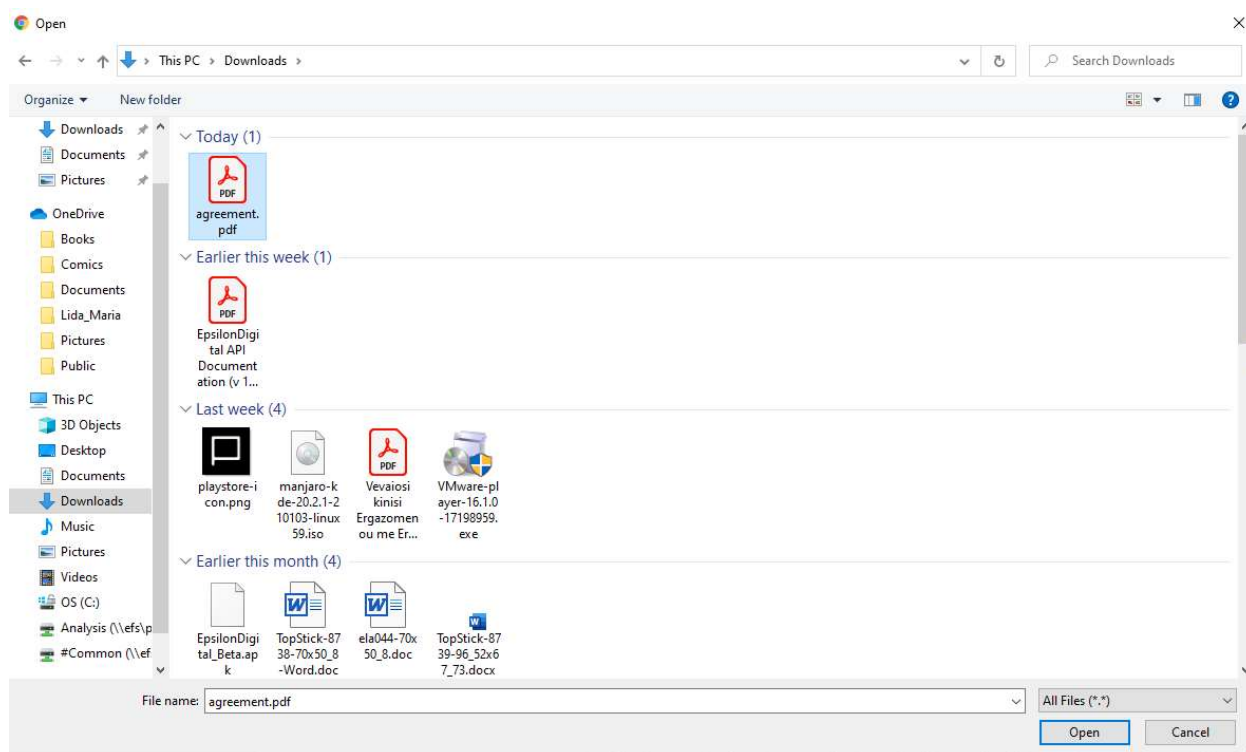 Open
This PC > Downloads >
Search Downloads
Organize
New folder
Downloads
Documents
Pictures
OneDrive
Books
Comics
Documents
Lida_Maria
Pictures
Public
This PC
3D Objects
Desktop
Documents
Downloads
Music
Pictures
Videos
OS (C:)
Analysis (\\efs\p
#Common (\\ef
Today (1)
PDF
agreement.
pdf
Earlier this week (1)
PDF
EpsilonDigi
tal API
Document
ation (v 1...
Last week (4)
playstore-i
con.png
manjaro-k
de-20.2.1-2
10103-linux
59.iso
PDF
Vevaiosi
kinisi
Ergazomen
ou me Er...
VMware-pl
ayer-16.1.0
-17198959.
exe
Earlier this month (4)
EpsilonDigi
tal_Beta.ap
k
W
TopStick-87
38-70x50_8
-Word.doc
W
ela044-70x
50_8.doc
W
TopStick-87
39-96_52x6
7_73.docx
File name: agreement.pdf
All Files (*.*)
Open
Cancel